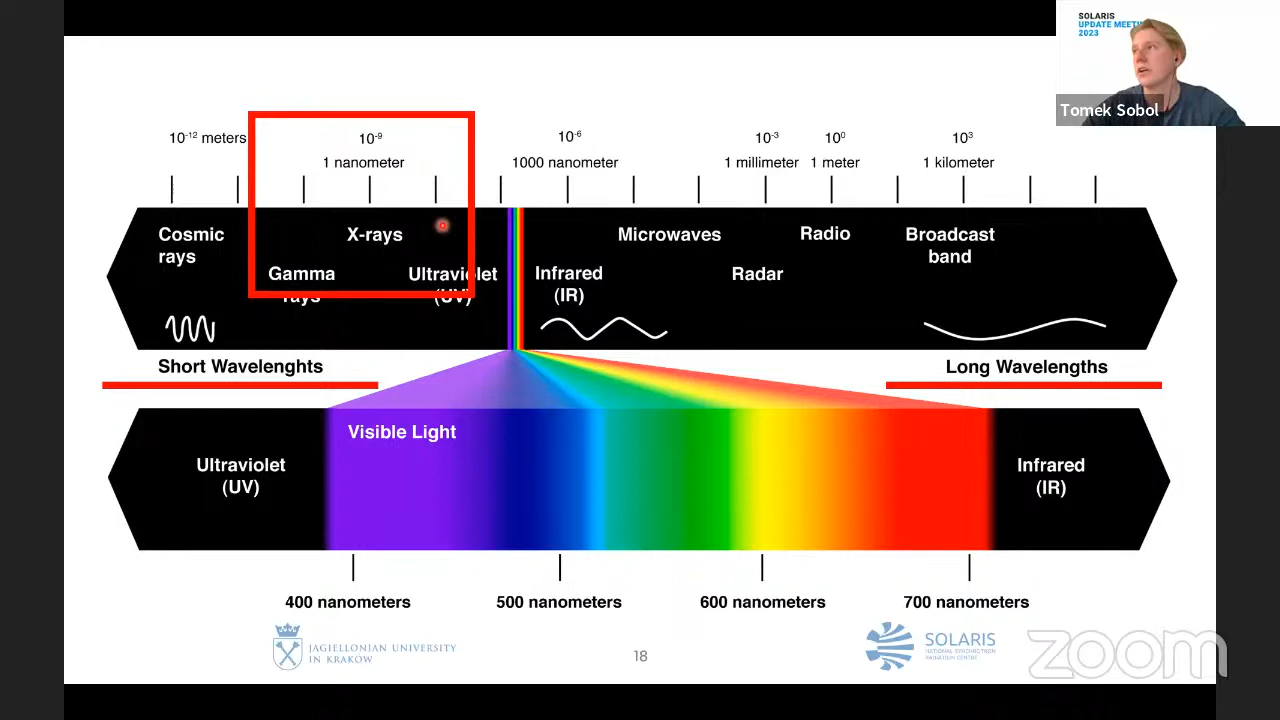 SOLARIS
UPDATE MEETI
2023
Tomek Sobol
10-12 meters
10-9
1 nanometer
10-6
1000 nanometer
10-3
1 millimeter
100
1 meter
103
1 kilometer
Cosmic
rays
Gamma
rays
X-rays
Ultraviolet
(UV)
Infrared
(IR)
Microwaves
Radar
Radio
Broadcast
band
Short Wavelenghts
Long Wavelengths
Visible Light
Ultraviolet
(UV)
Infrared
(IR)
400 nanometers
500 nanometers
600 nanometers
700 nanometers
JAGIELLONIAN UNIVERSITY
IN KRAKÓW
18
SOLARIS
NATIONAL SYNCHROTRON
RADIATION CENTRE
zoom